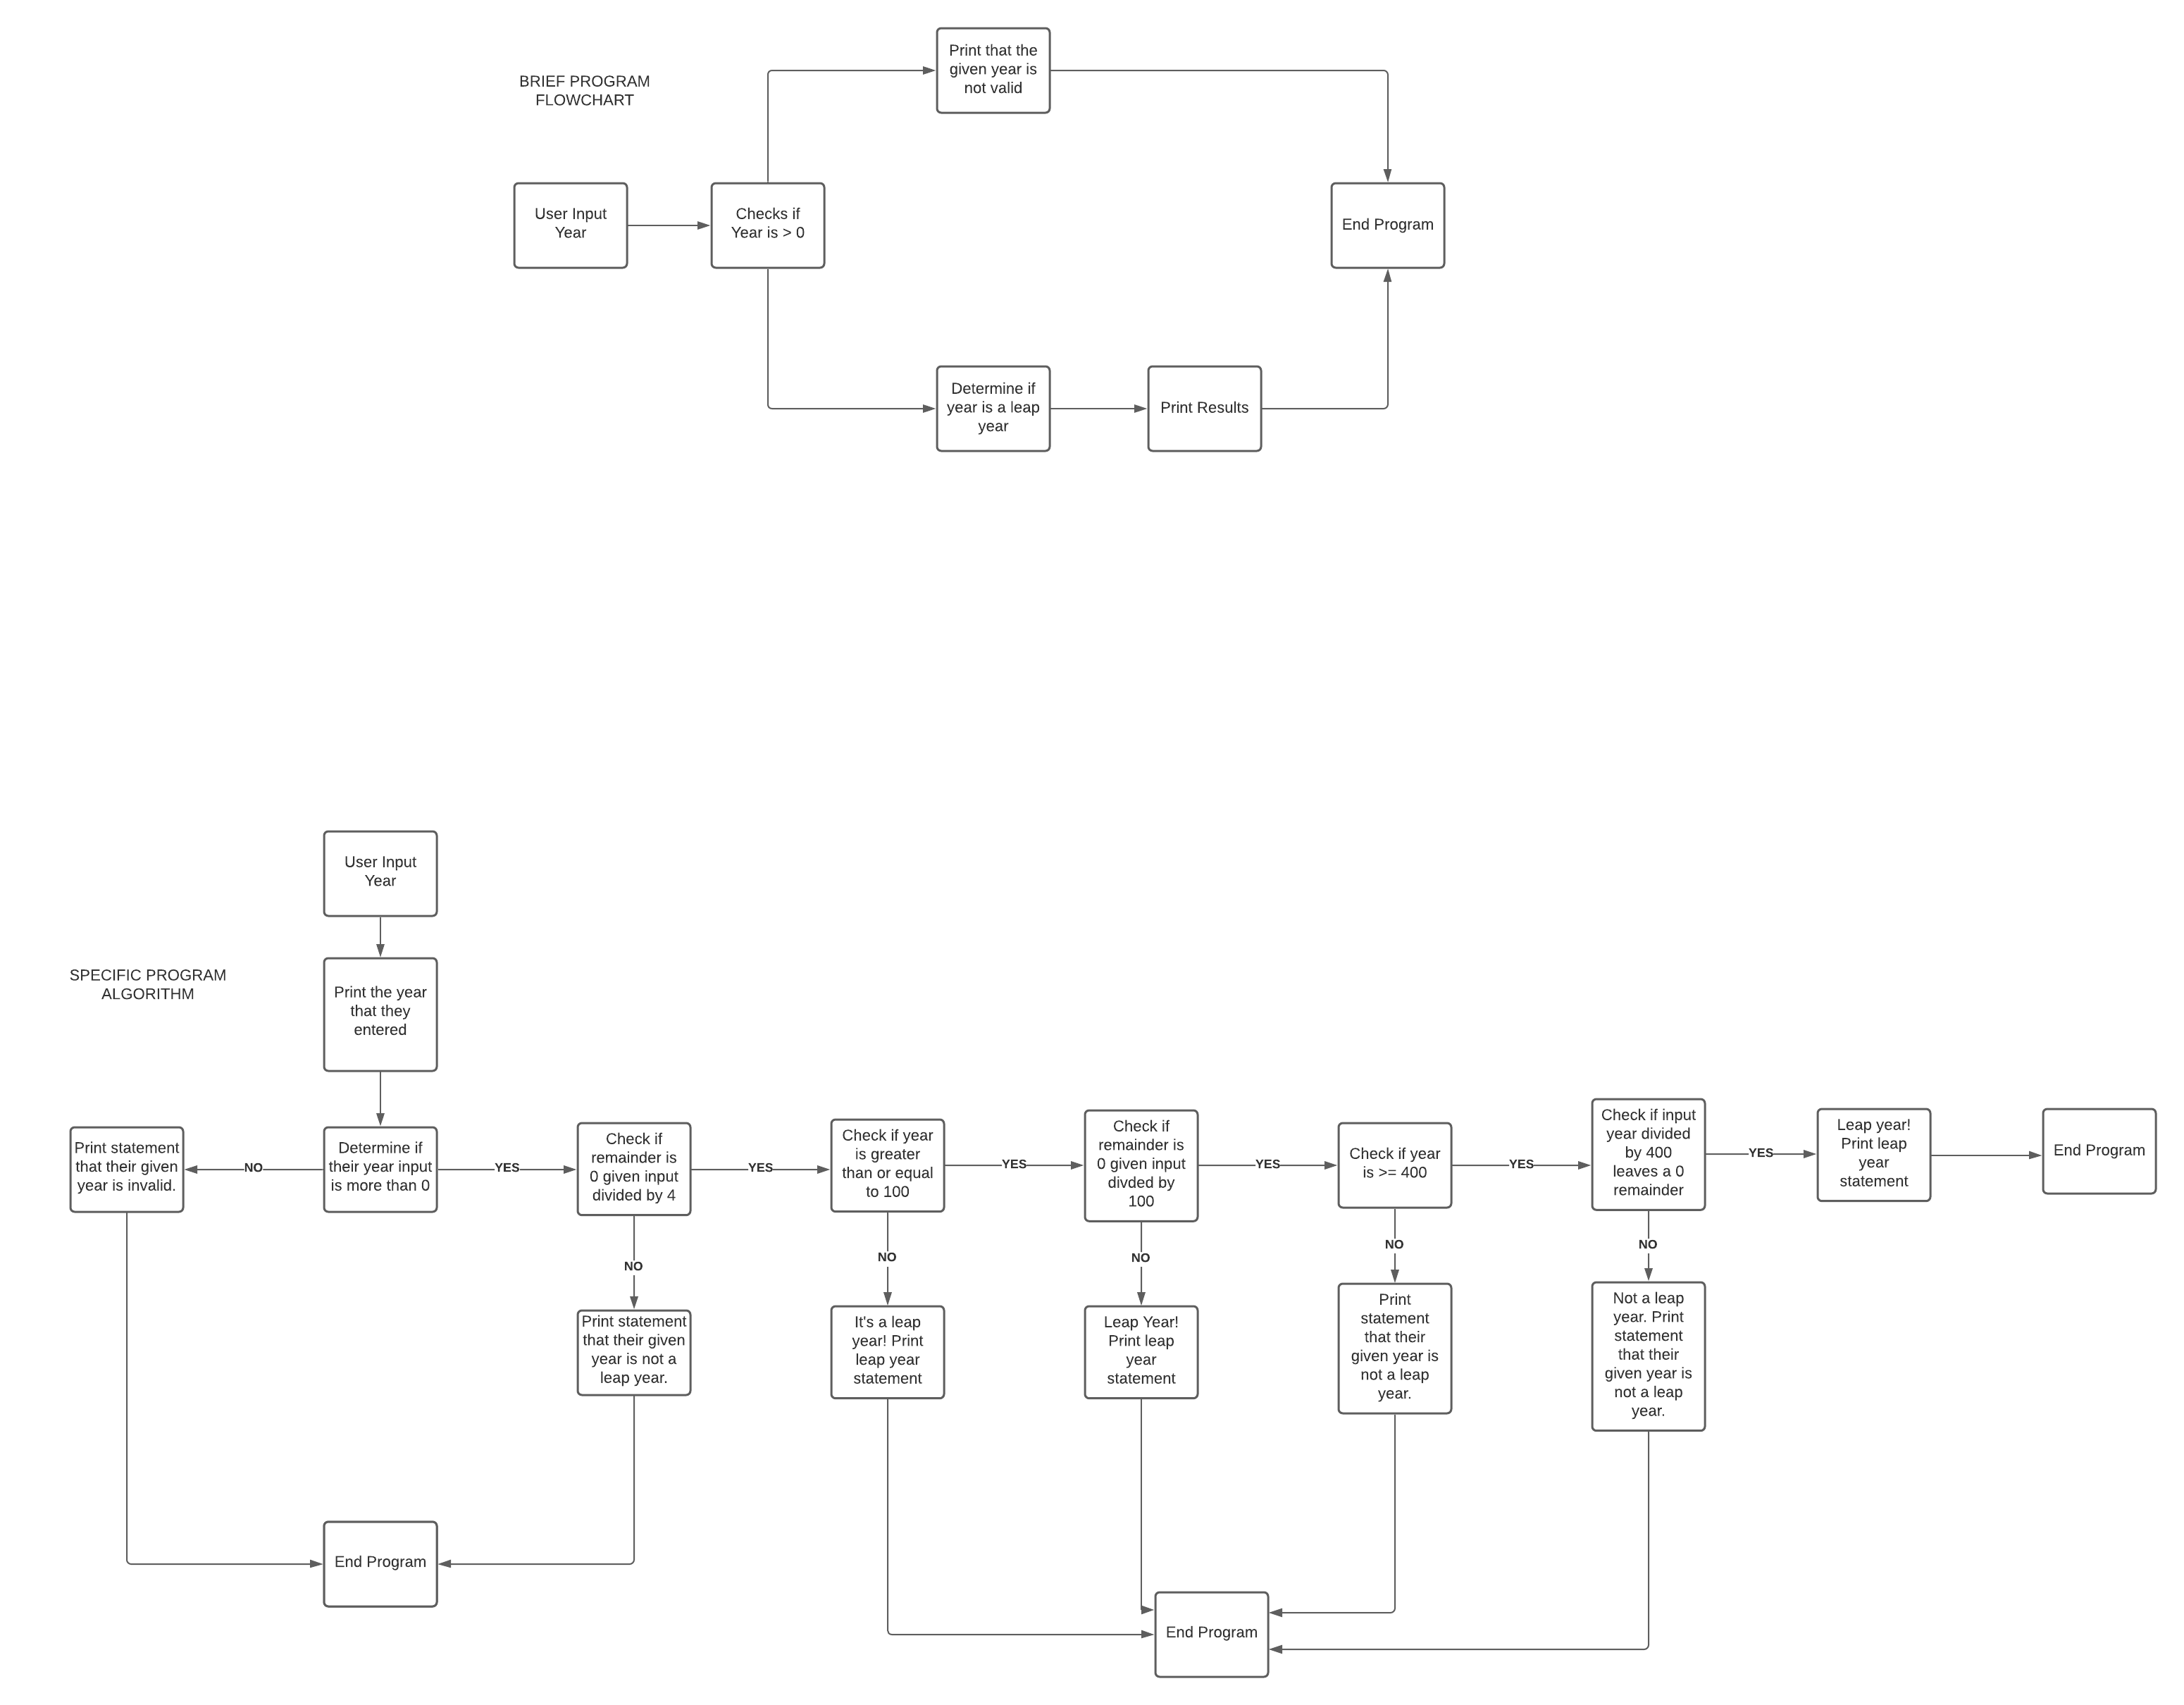 Print that the
given year is
not valid
BRIEF PROGRAM
FLOWCHART
User Input
Year
Checks if
Year is > 0
End Program
Determine if
year is a leap
year
Print Results
User Input
Year
SPECIFIC PROGRAM
ALGORITHM
Print the year
that they
entered
Print statement
that their given
year is invalid.
NO
Determine if
their year input
is more than 0
YES
Check if
remainder is
0 given input
divided by 4
YES
Check if year
is greater
than or equal
to 100
YES
Check if
remainder is
0 given input
divded by
100
YES
Check if year
is >= 400
YES
Check if input
year divided
by 400
leaves a 0
remainder
YES
Leap year!
Print leap
year
statement
End Program
NO
NO
NO
NO
NO
Print statement
that their given
year is not a
leap year.
It's a leap
year! Print
leap year
statement
Leap Year!
Print leap
year
statement
Print
statement
that their
given year is
not a leap
year.
Not a leap
year. Print
statement
that their
given year is
not a leap
year.
End Program
End Program